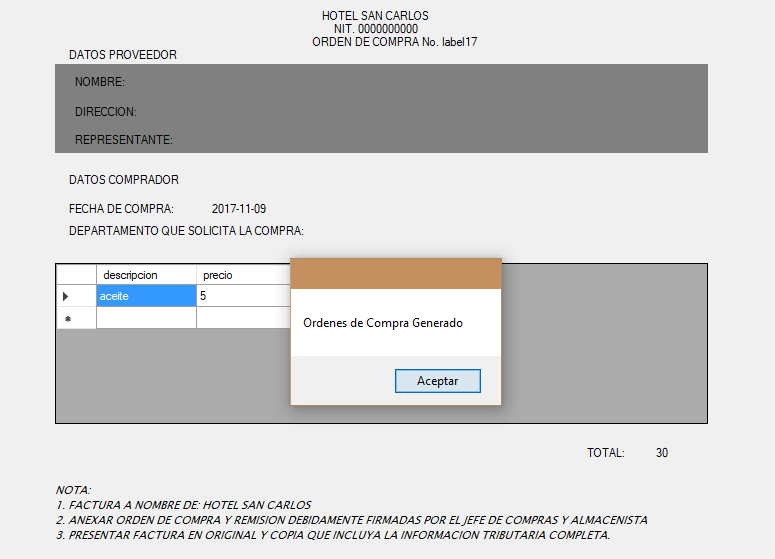 HOTEL SAN CARLOS
NIT. 0000000000
ORDEN DE COMPRA No. label17
DATOS PROVEEDOR
NOMBRE:
DIRECCION:
REPRESENTANTE:
DATOS COMPRADOR
FECHA DE COMPRA: 2017-11-09
DEPARTAMENTO QUE SOLICITA LA COMPRA:
descripcion precio
aceite 5
Ordenes de Compra Generado
Aceptar
TOTAL: 30
NOTA:
1. FACTURA A NOMBRE DE: HOTEL SAN CARLOS
2. ANEXAR ORDEN DE COMPRA Y REMISION DEBIDAMENTE FIRMADAS POR EL JEFE DE COMPRAS Y ALMACENISTA
3. PRESENTAR FACTURA EN ORIGINAL Y COPIA QUE INCLUYA LA INFORMACION TRIBUTARIA COMPLETA.